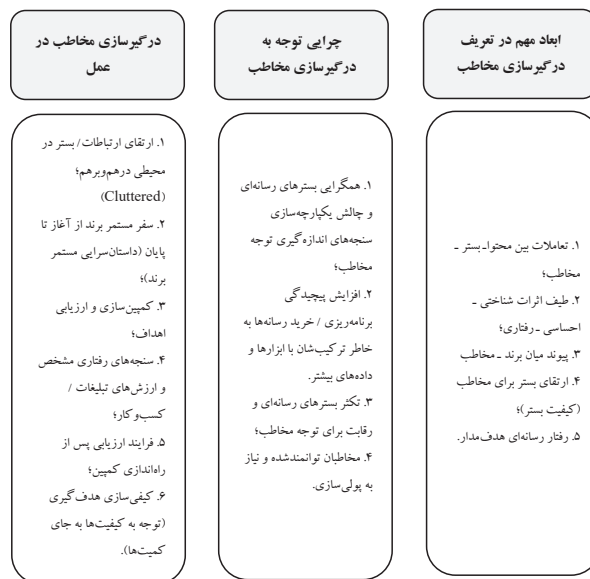 ابعاد مهم در تعریف
درگیرسازی مخاطب
۱. تعاملات بین محتوا ـ بستر ـ
مخاطب؛
۲. طیف اثرات شناختی ـ
احساسی ـ رفتاری؛
۳. پیوند میان برند ـ مخاطب
۴. ارتقای بستر برای مخاطب
(کیفیت بستر)؛
۵. رفتار رسانه‌ای هدف‌مدار.
چرایی توجه به
درگیرسازی مخاطب
۱. همگرایی بسترهای رسانه‌ای
و چالش یکپارچه‌سازی
سنجه‌های اندازه‌گیری توجه
مخاطب؛
۲. افزایش پیچیدگی
برنامه‌ریزی / خرید رسانه‌ها به
خاطر ترکیب‌شان با ابزارها و
داده‌های بیشتر.
۳. تکثر بسترهای رسانه‌ای و
رقابت برای توجه مخاطب؛
۴. مخاطبان توانمندشده و نیاز
به پولی‌سازی.
درگیرسازی مخاطب در
عمل
۱. ارتقای ارتباطات/ بستر در
محیطی درهم‌وبرهم؛
(Cluttered)
۲. سفر مستمر برند از آغاز تا
پایان (داستان‌سرایی مستمر
برند)؛
۳. کمپین‌سازی و ارزیابی
اهداف؛
۴. سنجه‌های رفتاری مشخص
و ارزش‌های تبلیغات /
کسب‌وکار؛
۵. فرایند ارزیابی پس از
راه‌اندازی کمپین؛
۶. کیفی‌سازی هدف‌گیری
(توجه به کیفیت‌ها به جای
کمیت‌ها).